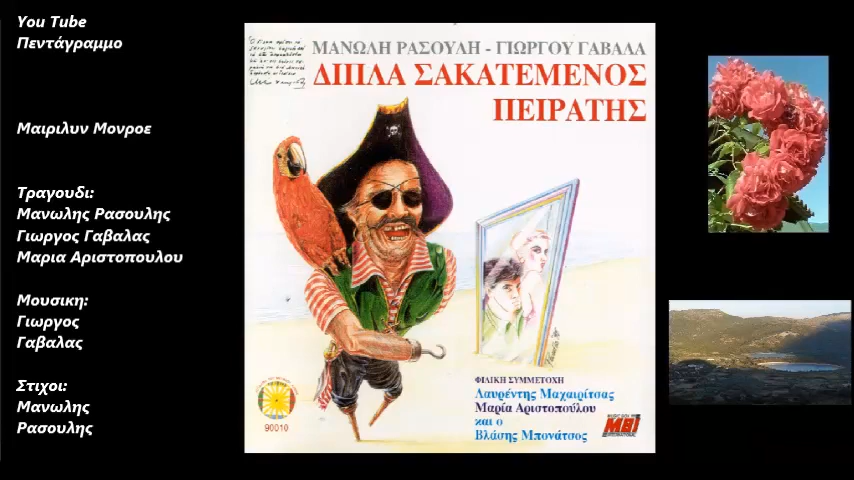 You Tube
Πεντάγραμμο
Μαιριλυν Μονροε
Τραγουδι:
Μανωλης Ρασουλης
Γιωργος Γαβαλας
Μαρια Αριστοπουλου
Μουσικη:
Γιωργος
Γαβαλας
Στιχοι:
Μανωλης
Ρασουλης
ΜΑΝΩΛΗ ΡΑΣΟΥΛΗ - ΓΙΩΡΓΟΥ ΓΑΒΑΛΑ
ΔΙΠΛΑ ΣΑΚΑΤΕΜΕΝΟΣ
ΠΕΙΡΑΤΗΣ
ΦΙΛΙΚΗ ΣΥΜΜΕΤΟΧΗ
Λαυρέντης Μαχαιρίτσας
Μαρία Αριστοπούλου
και ο
Βλάσης Μπονάτσος
90010
MBI